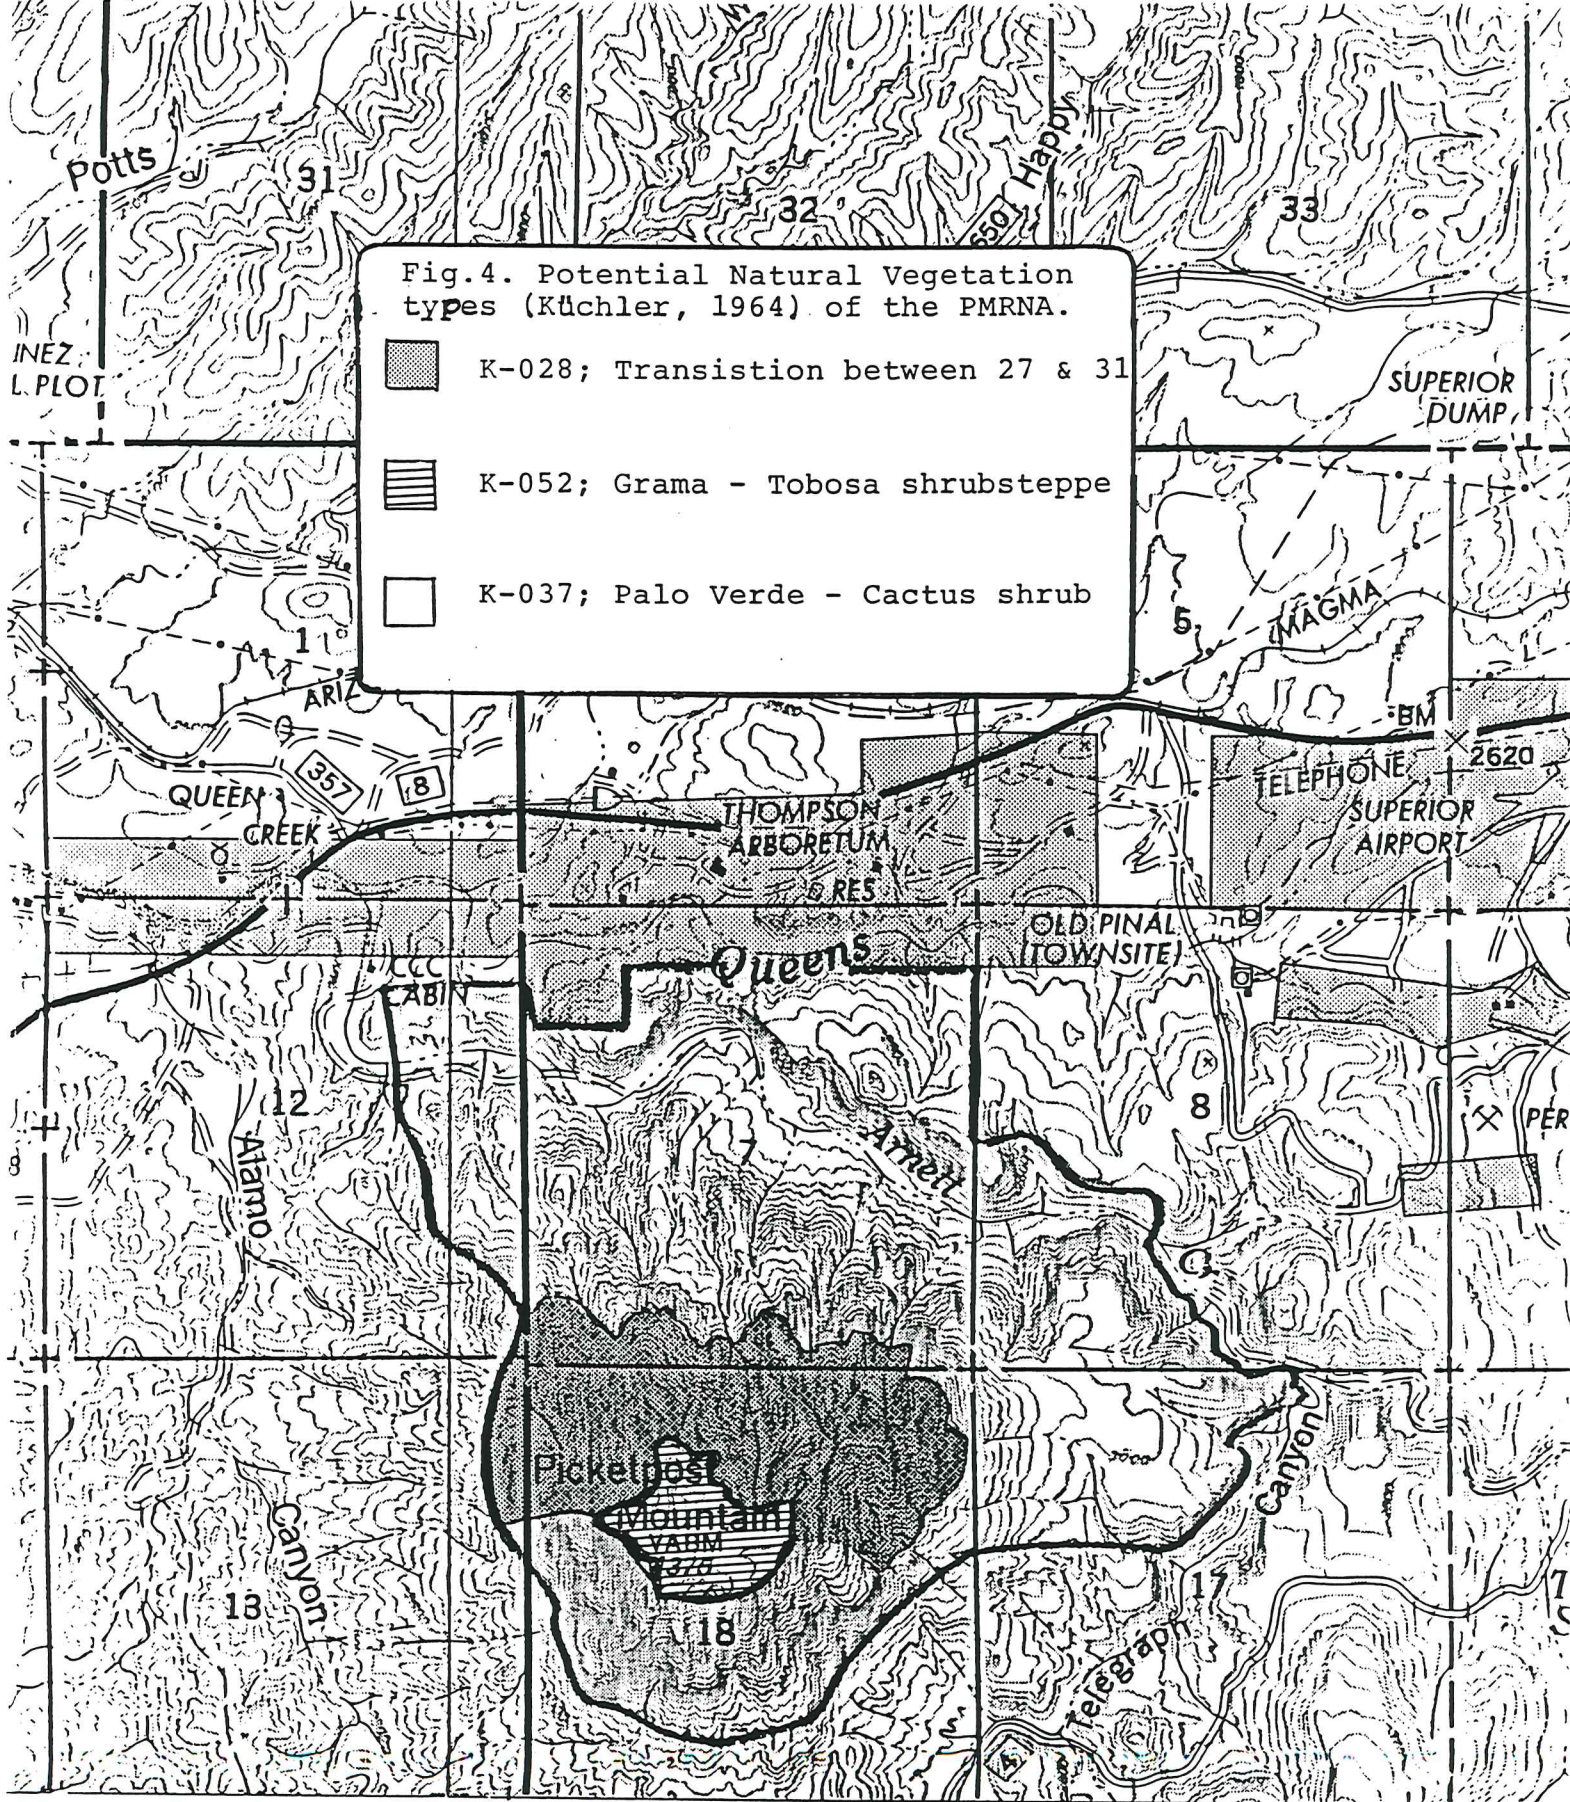 Potts
31
32
650
Happy
33
Fig.4. Potential Natural Vegetation
types (Küchler, 1964) of the PMRNA.
K-028; Transistion between 27 & 31
K-052; Grama - Tobosa shrubsteppe
K-037; Palo Verde - Cactus shrub
INEZ
L. PLOT
SUPERIOR
DUMP
1
ARIZ
5
MAGMA
BM
2620
357
8
QUEEN
CREEK
THOMPSON
ARBORETUM
RES
TELEPHONE
SUPERIOR
AIRPORT
OLD PINAL
(TOWNSITE)
Queens
CCC
CABIN
12
Alamo
7
Arnett
8
PER
C
Picketpost
Mountain
VABM
Canyon
Canyon
13
18
17
Telegraph